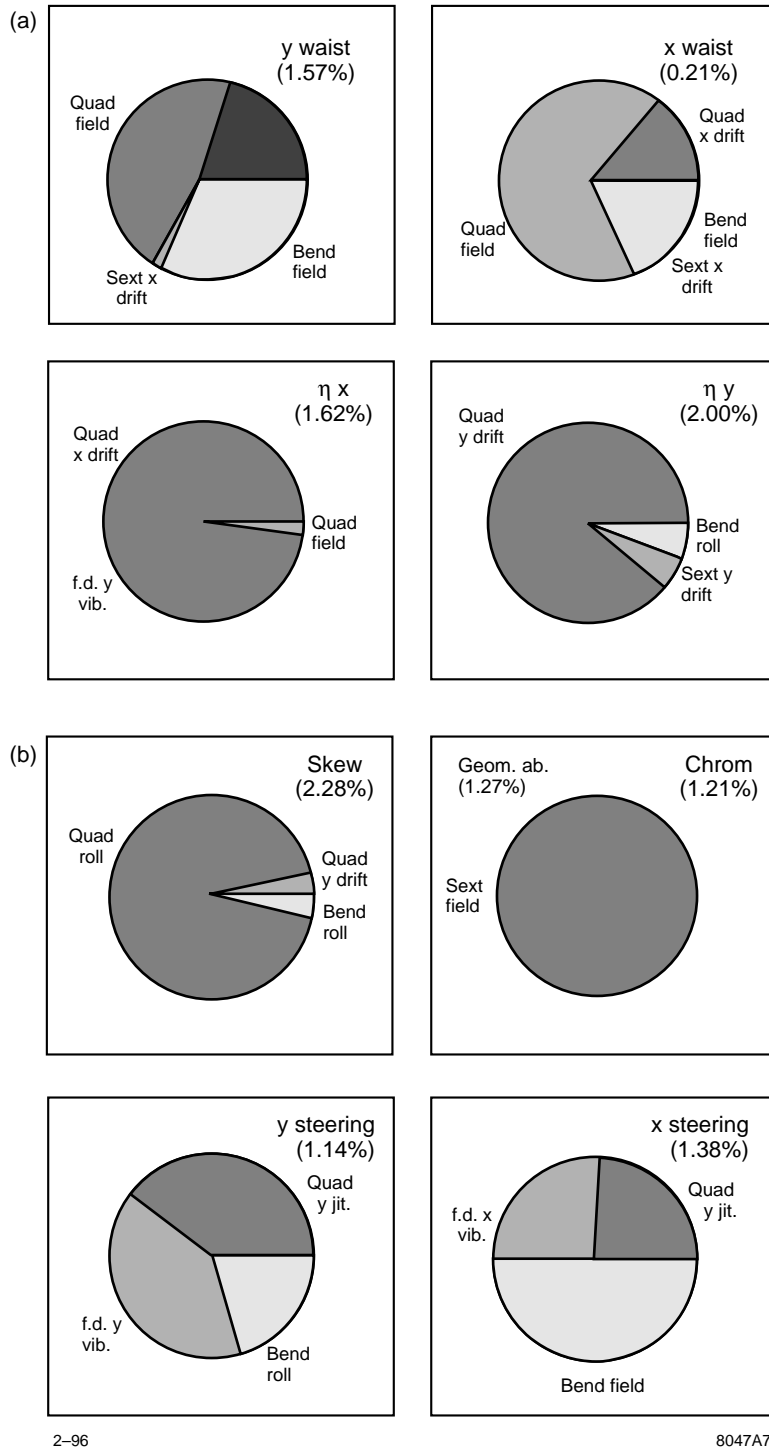 (a)
y waist
(1.57%)
Quad
field
Sext x
drift
Bend
field
x waist
(0.21%)
Quad
x drift
Quad
field
Bend
field
Sext x
drift
η x
(1.62%)
Quad
x drift
Quad
field
f.d. y
vib.
η y
(2.00%)
Quad
y drift
Bend
roll
Sext y
drift
(b)
Skew
(2.28%)
Quad
roll
Quad
y drift
Bend
roll
Geom. ab.
(1.27%)
Chrom
(1.21%)
Sext
field
y steering
(1.14%)
Quad
y jit.
f.d. y
vib.
Bend
roll
x steering
(1.38%)
Quad
y jit.
f.d. x
vib.
Bend field
2–96
8047A7